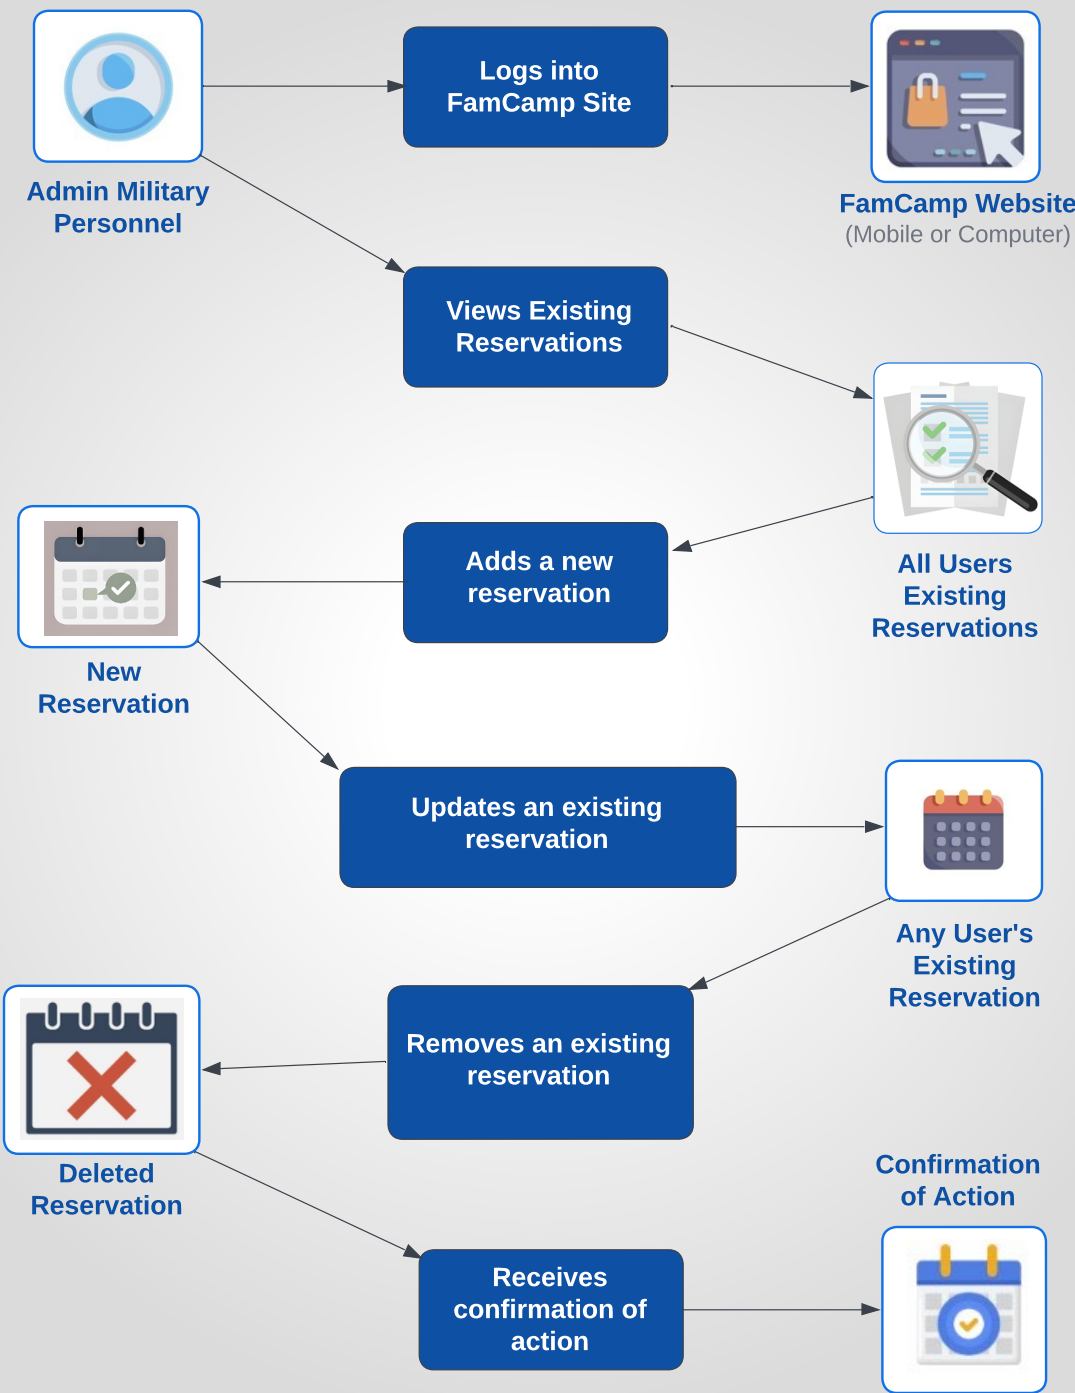 Logs into
FamCamp Site
Admin Military
Personnel
FamCamp Website
(Mobile or Computer)
Views Existing
Reservations
Adds a new
reservation
All Users
Existing
Reservations
New
Reservation
Updates an existing
reservation
Any User's
Existing
Reservation
Removes an existing
reservation
Deleted
Reservation
Confirmation
of Action
Receives
confirmation of
action